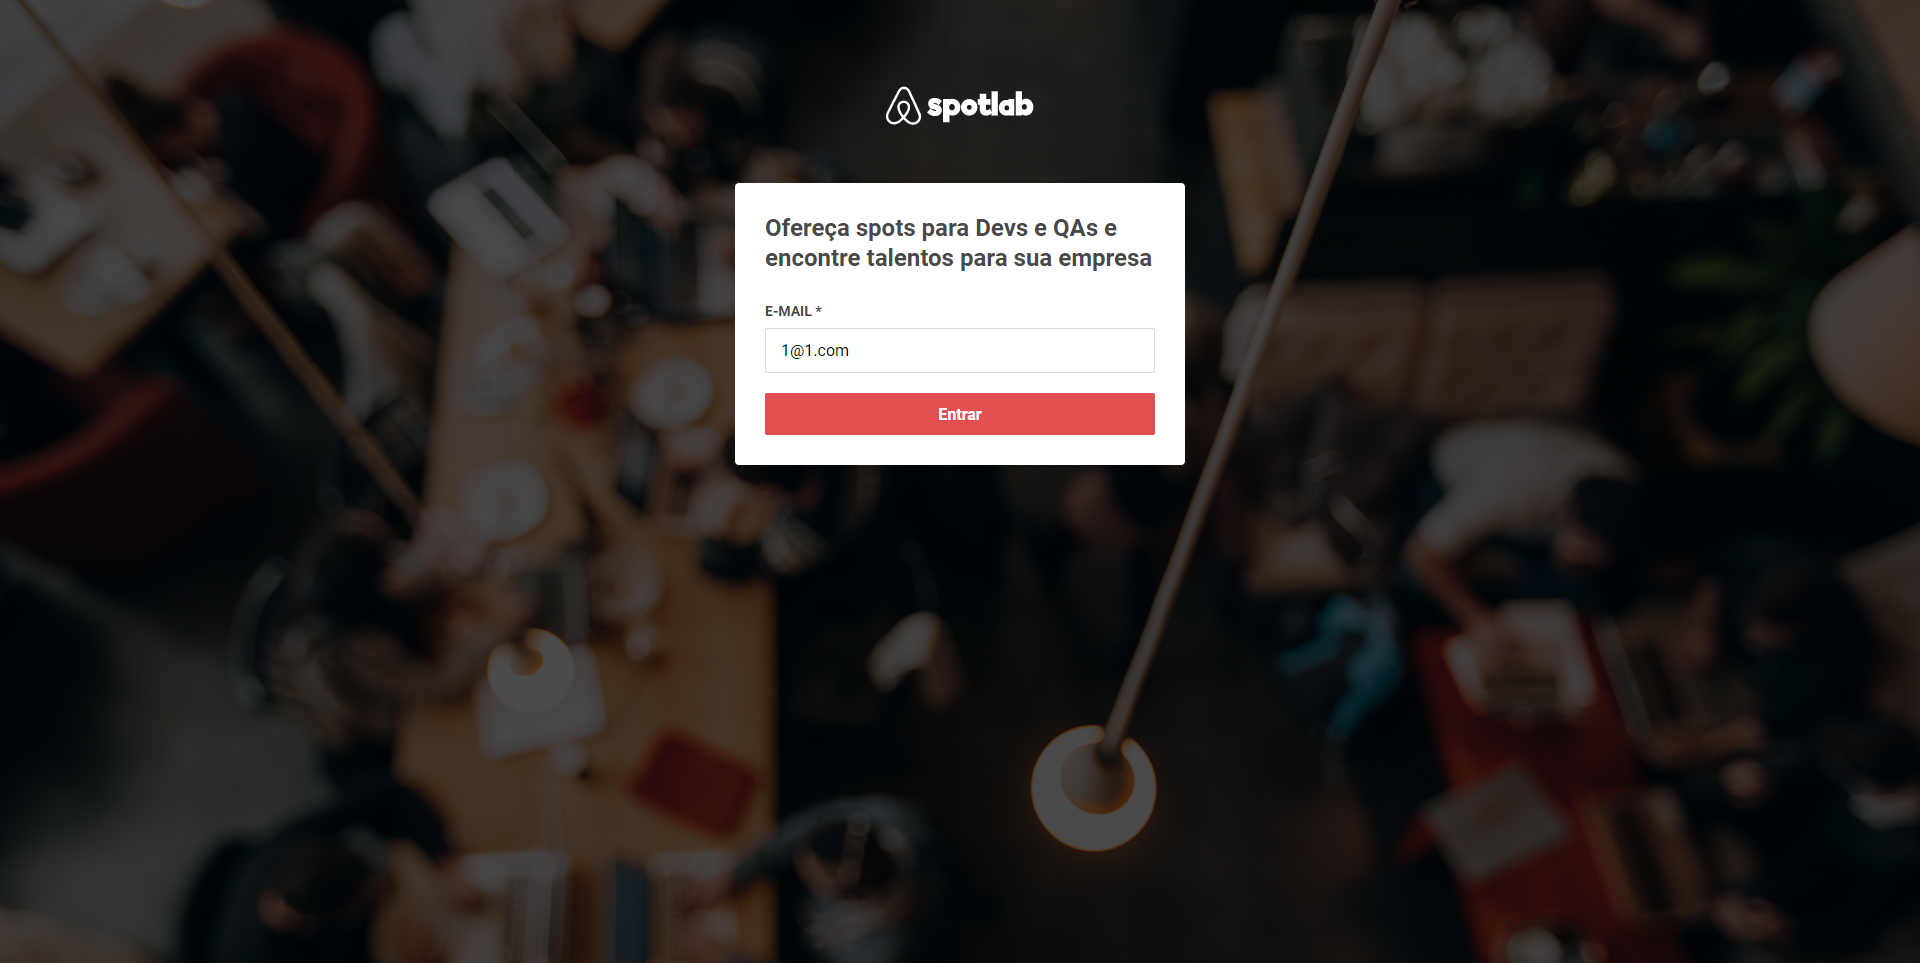 spotlab
Ofereça spots para Devs e QAs e
encontre talentos para sua empresa
E-MAIL *
1@1.com
Entrar